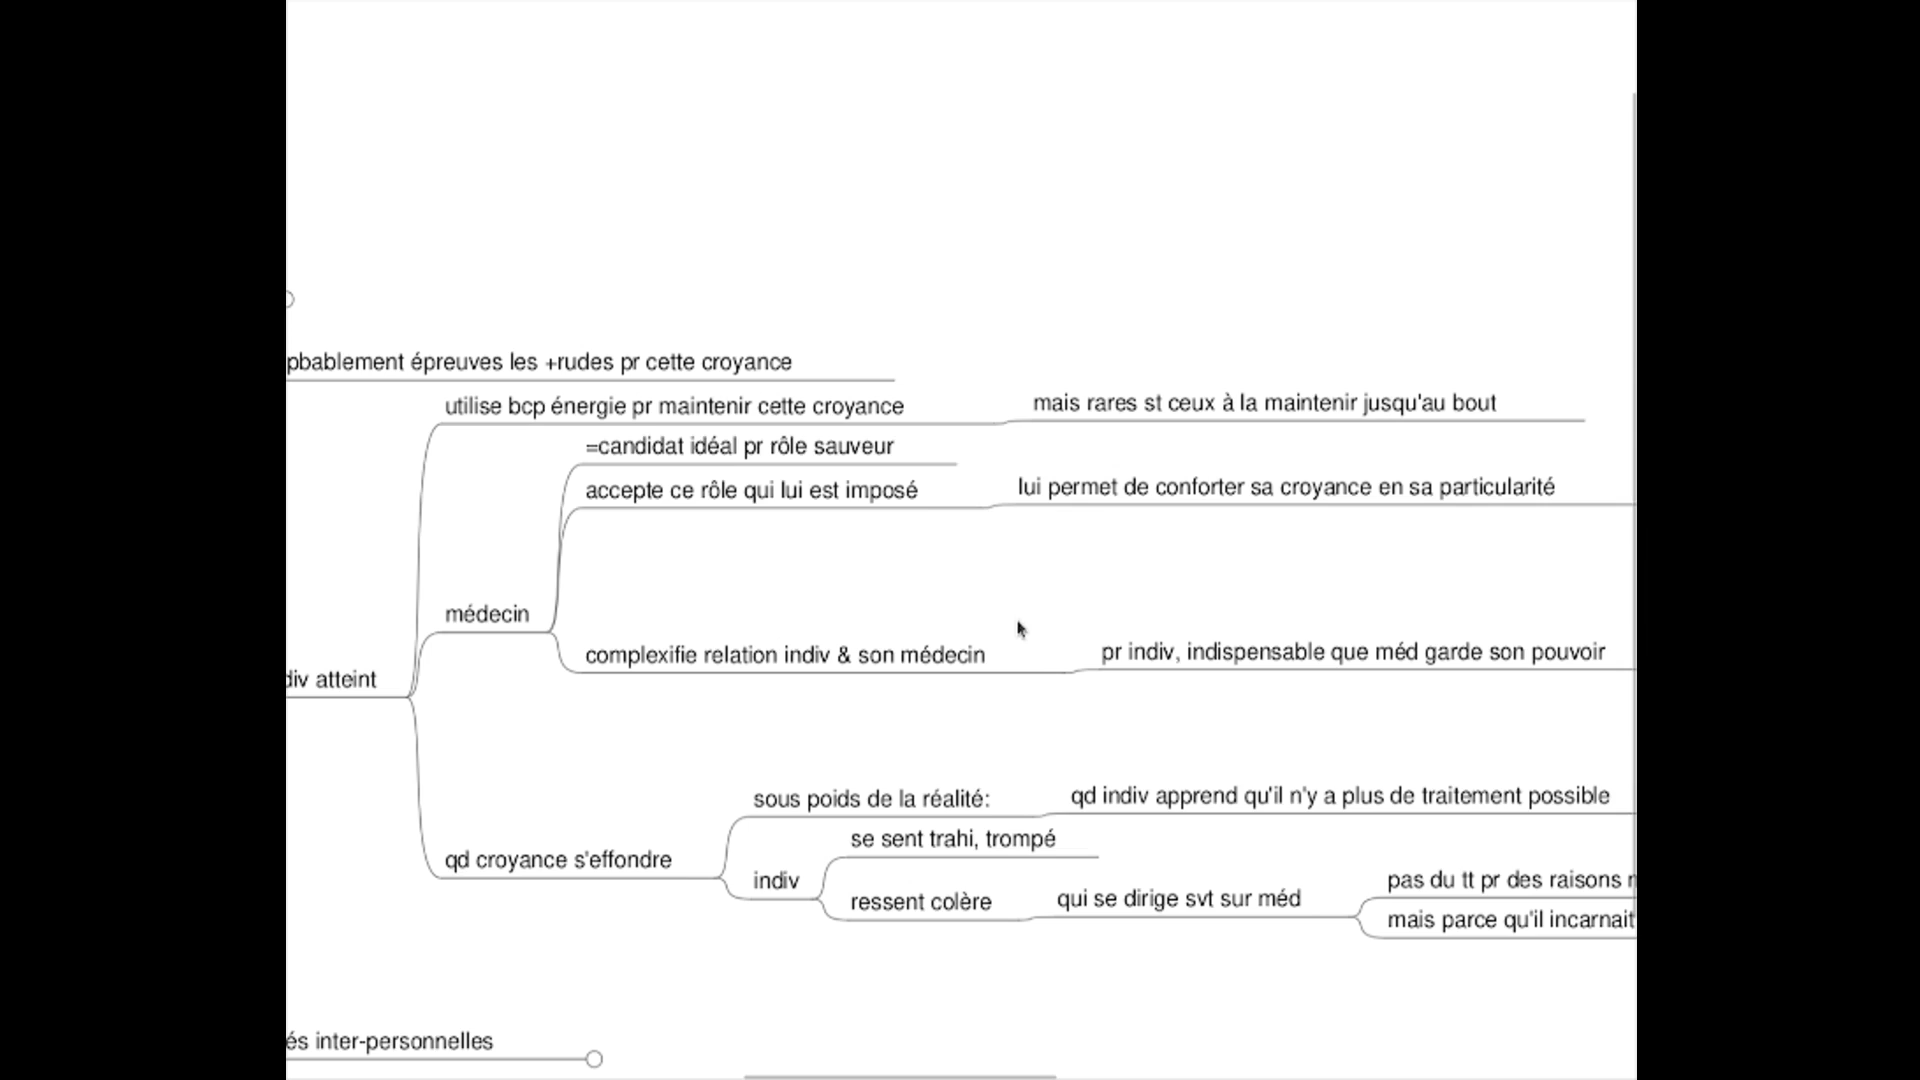 pbablement épreuves les +rudes pr cette croyance
utilise bcp énergie pr maintenir cette croyance
mais rares st ceux à la maintenir jusqu'au bout
=candidat idéal pr rôle sauveur
accepte ce rôle qui lui est imposé
lui permet de conforter sa croyance en sa particularité
médecin
complexifie relation indiv & son médecin
pr indiv, indispensable que méd garde son pouvoir
div atteint
sous poids de la réalité:
qd indiv apprend qu'il n'y a plus de traitement possible
se sent trahi, trompé
qd croyance s'effondre
indiv
ressent colère
qui se dirige svt sur méd
pas du tt pr des raisons
mais parce qu'il incarnait
és inter-personnelles